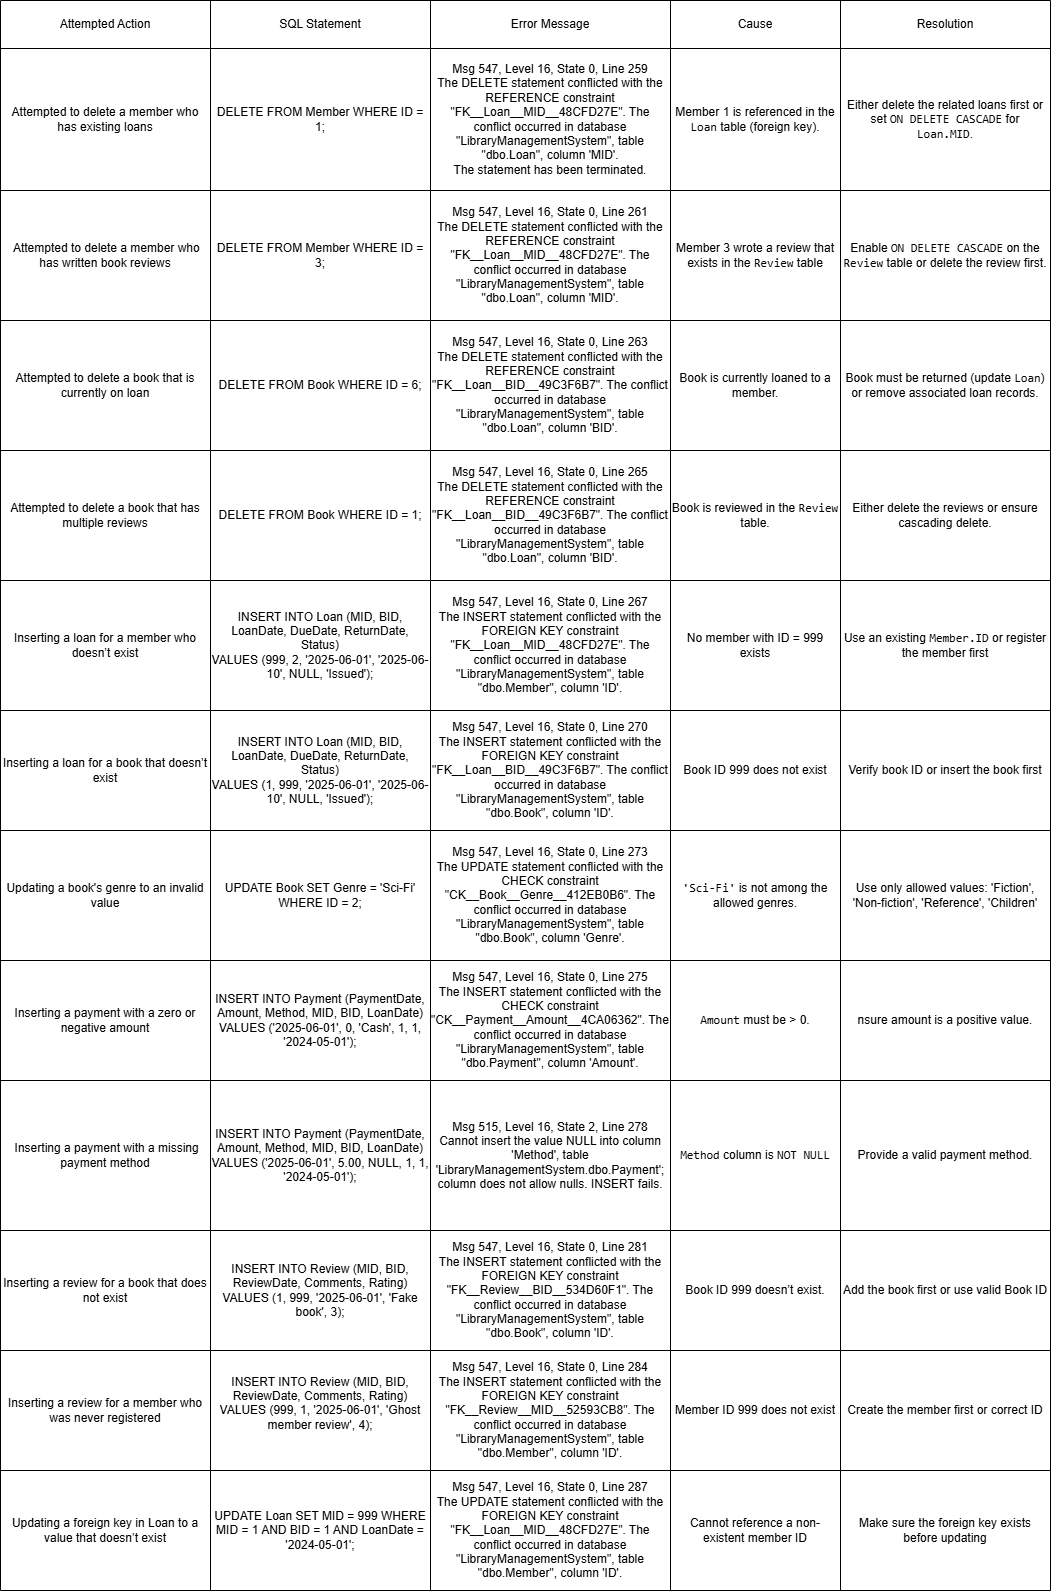 Attempted Action
SQL Statement
Error Message
Cause
Resolution
Attempted to delete a member who
has existing loans
DELETE FROM Member WHERE ID =
1;
Msg 547, Level 16, State 0, Line 259
The DELETE statement conflicted with the
REFERENCE constraint
"FK__Loan__MID__48CFD27E". The
conflict occurred in database
"LibraryManagementSystem", table
"dbo.Loan", column 'MID'.
The statement has been terminated.
Member 1 is referenced in the
Loan table (foreign key).
Either delete the related loans first or
set ON DELETE CASCADE for
Loan.MID.
Attempted to delete a member who
has written book reviews
DELETE FROM Member WHERE ID =
3;
Msg 547, Level 16, State 0, Line 261
The DELETE statement conflicted with the
REFERENCE constraint
"FK__Loan__MID__48CFD27E". The
conflict occurred in database
"LibraryManagementSystem", table
"dbo.Loan", column 'MID'.
Member 3 wrote a review that
exists in the Review table
Enable ON DELETE CASCADE on the
Review table or delete the review first.
Attempted to delete a book that is
currently on loan
DELETE FROM Book WHERE ID = 6;
Msg 547, Level 16, State 0, Line 263
The DELETE statement conflicted with the
REFERENCE constraint
"FK__Loan__BID__49C3F6B7". The conflict
occurred in database
"LibraryManagementSystem", table
"dbo.Loan", column 'BID'.
Book is currently loaned to a
member.
Book must be returned (update Loan)
or remove associated loan records.
Attempted to delete a book that has
multiple reviews
DELETE FROM Book WHERE ID = 1;
Msg 547, Level 16, State 0, Line 265
The DELETE statement conflicted with the
REFERENCE constraint
"FK__Loan__BID__49C3F6B7". The conflict
occurred in database
"LibraryManagementSystem", table
"dbo.Loan", column 'BID'.
Book is reviewed in the Review
table.
Either delete the reviews or ensure
cascading delete.
Inserting a loan for a member who
doesn't exist
INSERT INTO Loan (MID, BID,
LoanDate, DueDate, ReturnDate,
Status)
VALUES (999, 2, '2025-06-01', '2025-06-
10', NULL, 'Issued');
Msg 547, Level 16, State 0, Line 267
The INSERT statement conflicted with the
FOREIGN KEY constraint
"FK__Loan__MID__48CFD27E". The
conflict occurred in database
"LibraryManagementSystem", table
"dbo.Member", column 'ID'.
No member with ID = 999
exists
Use an existing Member.ID or register
the member first
Inserting a loan for a book that doesn't
exist
INSERT INTO Loan (MID, BID,
LoanDate, DueDate, ReturnDate,
Status)
VALUES (1, 999, '2025-06-01', '2025-06-
10', NULL, 'Issued');
Msg 547, Level 16, State 0, Line 270
The INSERT statement conflicted with the
FOREIGN KEY constraint
"FK__Loan__BID__49C3F6B7". The conflict
occurred in database
"LibraryManagementSystem", table
"dbo.Book", column 'ID'.
Book ID 999 does not exist
Verify book ID or insert the book first
Updating a book's genre to an invalid
value
UPDATE Book SET Genre = 'Sci-Fi'
WHERE ID = 2;
Msg 547, Level 16, State 0, Line 273
The UPDATE statement conflicted with the
CHECK constraint
"CK__Book__Genre__412EB0B6". The
conflict occurred in database
"LibraryManagementSystem", table
"dbo.Book", column 'Genre'.
'Sci-Fi' is not among the
allowed genres.
Use only allowed values: 'Fiction',
'Non-fiction', 'Reference', 'Children'
Inserting a payment with a zero or
negative amount
INSERT INTO Payment (PaymentDate,
Amount, Method, MID, BID, LoanDate)
VALUES ('2025-06-01', 0, 'Cash', 1, 1,
'2024-05-01');
Msg 547, Level 16, State 0, Line 275
The INSERT statement conflicted with the
CHECK constraint
"CK__Payment__Amount__4CA06362". The
conflict occurred in database
"LibraryManagementSystem", table
"dbo.Payment", column 'Amount'.
Amount must be > 0.
nsure amount is a positive value.
Inserting a payment with a missing
payment method
INSERT INTO Payment (PaymentDate,
Amount, Method, MID, BID, LoanDate)
VALUES ('2025-06-01', 5.00, NULL, 1, 1,
'2024-05-01');
Msg 515, Level 16, State 2, Line 278
Cannot insert the value NULL into column
'Method', table
'LibraryManagementSystem.dbo.Payment';
column does not allow nulls. INSERT fails.
Method column is NOT NULL
Provide a valid payment method.
Inserting a review for a book that does
not exist
INSERT INTO Review (MID, BID,
ReviewDate, Comments, Rating)
VALUES (1, 999, '2025-06-01', 'Fake
book', 3);
Msg 547, Level 16, State 0, Line 281
The INSERT statement conflicted with the
FOREIGN KEY constraint
"FK__Review__BID__534D60F1". The
conflict occurred in database
"LibraryManagementSystem", table
"dbo.Book", column 'ID'.
Book ID 999 doesn't exist.
Add the book first or use valid Book ID
Inserting a review for a member who
was never registered
INSERT INTO Review (MID, BID,
ReviewDate, Comments, Rating)
VALUES (999, 1, '2025-06-01', 'Ghost
member review', 4);
Msg 547, Level 16, State 0, Line 284
The INSERT statement conflicted with the
FOREIGN KEY constraint
"FK__Review__MID__52593CB8". The
conflict occurred in database
"LibraryManagementSystem", table
"dbo.Member", column 'ID'.
Member ID 999 does not exist
Create the member first or correct ID
Updating a foreign key in Loan to a
value that doesn't exist
UPDATE Loan SET MID = 999 WHERE
MID = 1 AND BID = 1 AND LoanDate =
'2024-05-01';
Msg 547, Level 16, State 0, Line 287
The UPDATE statement conflicted with the
FOREIGN KEY constraint
"FK__Loan__MID__48CFD27E". The
conflict occurred in database
"LibraryManagementSystem", table
"dbo.Member", column 'ID'.
Cannot reference a non-
existent member ID
Make sure the foreign key exists
before updating